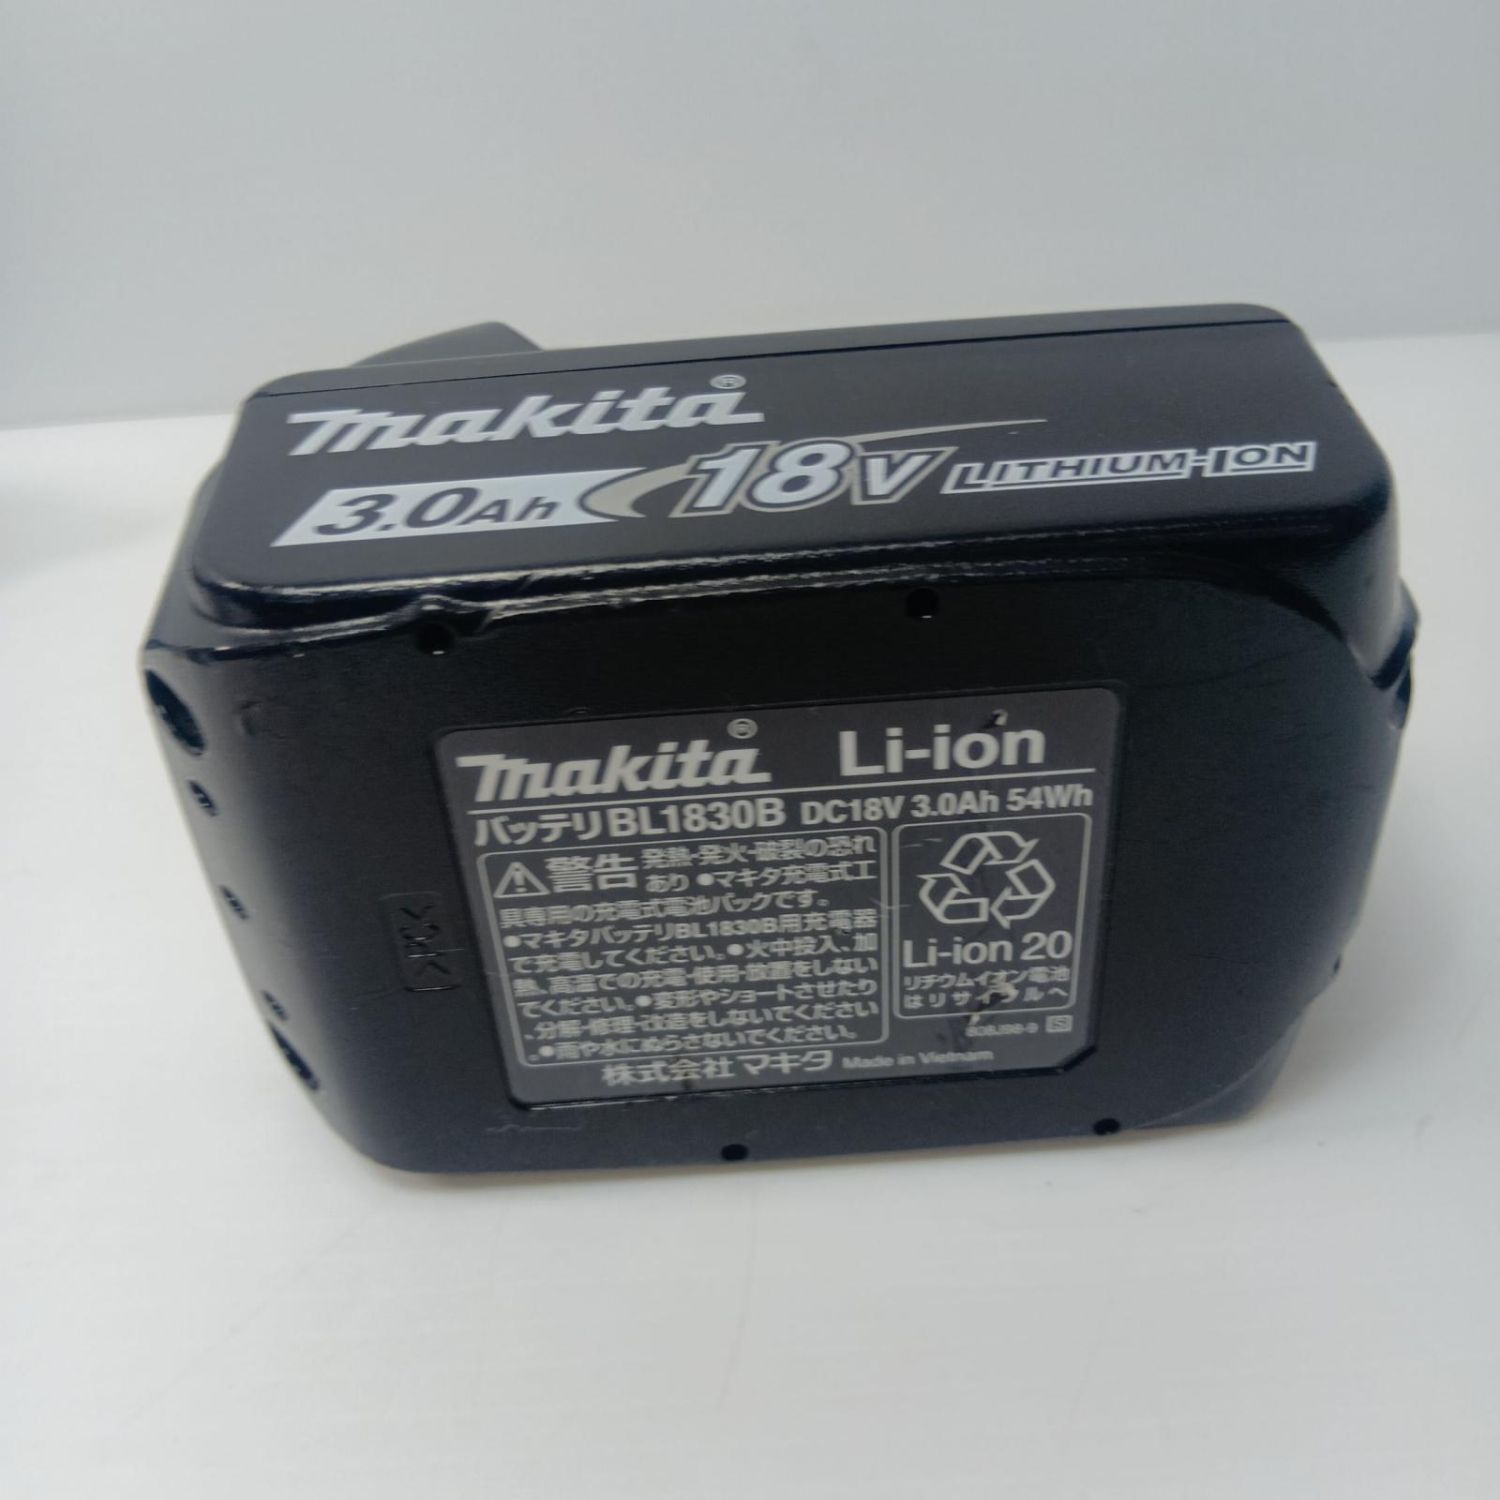 makita®
3.0Ah 18V LITHIUM-ION
makita® Li-ion
バッテリBL1830B DC18V 3.0Ah 54Wh
警告 発熱・発火・破裂の恐れ
あり ●マキタ充電式工
具専用の充電式電池パックです。
●マキタバッテリBL1830B用充電器
で充電してください。●火中投入、加
熱、高温での充電・使用・放置をしない
でください。●変形やショートさせたり
、分解・修理・改造をしないでください
。●雨や水にぬらさないでください。
Li-ion 20
リチウムイオン電池
はリサイクルへ
株式会社マキタ Made in Vietnam